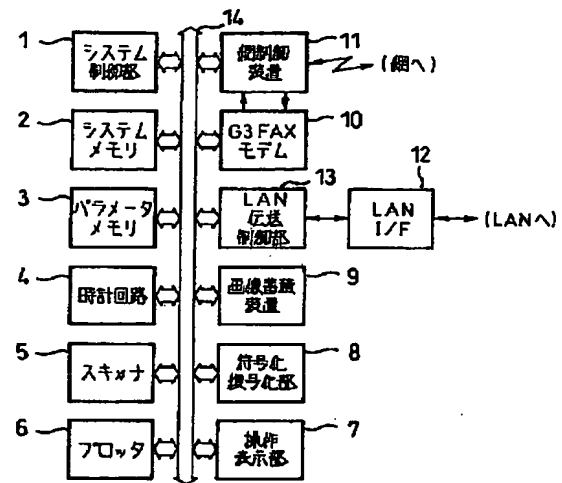 14
1
システム
制御部
11
網制御
装置
(網へ)
2
システム
メモリ
10
G3 FAX
モデム
3
パラメータ
メモリ
13
LAN
伝送
制御部
12
LAN
I/F
(LANへ)
4
時計回路
9
画像蓄積
装置
5
スキャナ
8
符号化
復号化部
6
プロッタ
7
操作
表示部